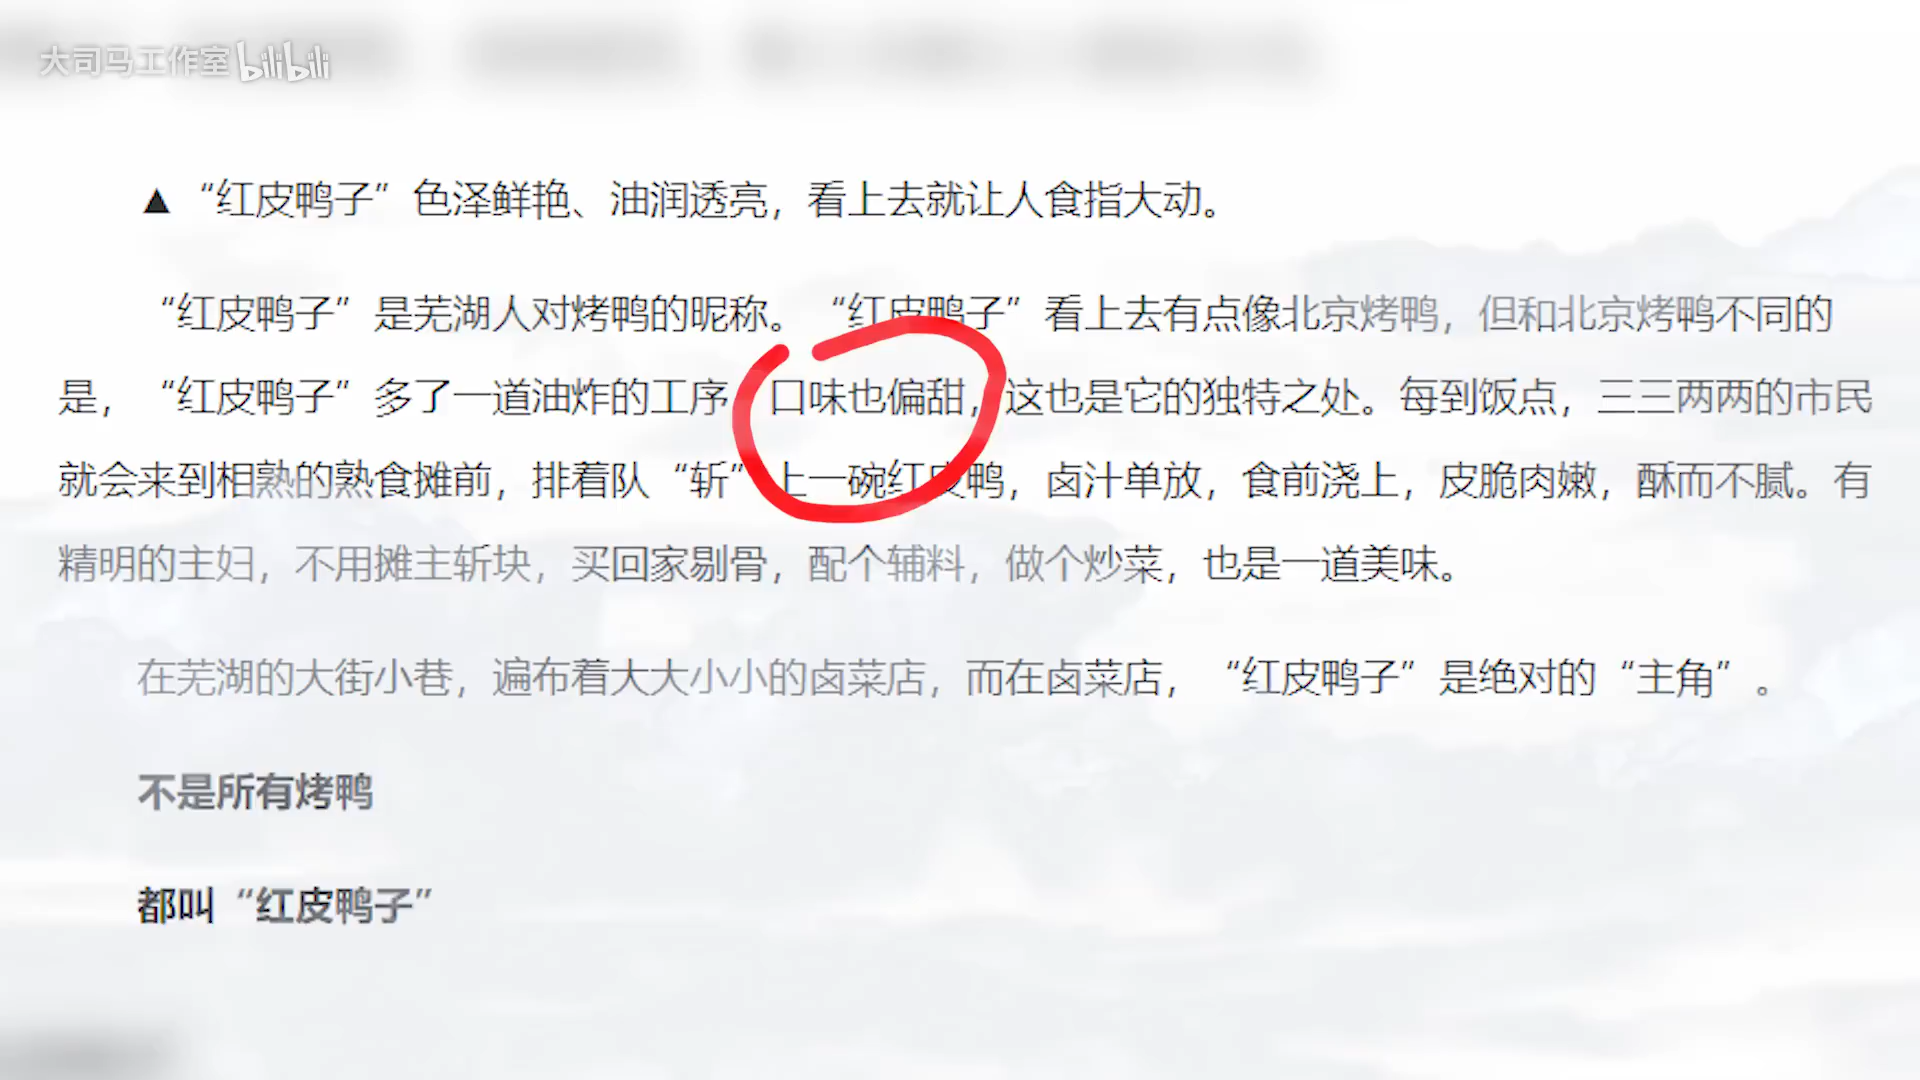 大司马工作室 bilibili
▲“红皮鸭子”色泽鲜艳、油润透亮，看上去就让人食指大动。
“红皮鸭子”是芜湖人对烤鸭的昵称。 “红皮鸭子”看上去有点像北京烤鸭，但和北京烤鸭不同的
是， “红皮鸭子”多了一道油炸的工序，口味也偏甜，这也是它的独特之处。每到饭点，三三两两的市民
就会来到相熟的熟食摊前，排着队“斩”上一碗红皮鸭，卤汁单放，食前浇上，皮脆肉嫩，酥而不腻。有
精明的主妇，不用摊主斩块，买回家剔骨，配个辅料，做个炒菜，也是一道美味。
在芜湖的大街小巷，遍布着大大小小的卤菜店，而在卤菜店， “红皮鸭子”是绝对的“主角”。
不是所有烤鸭
都叫“红皮鸭子”